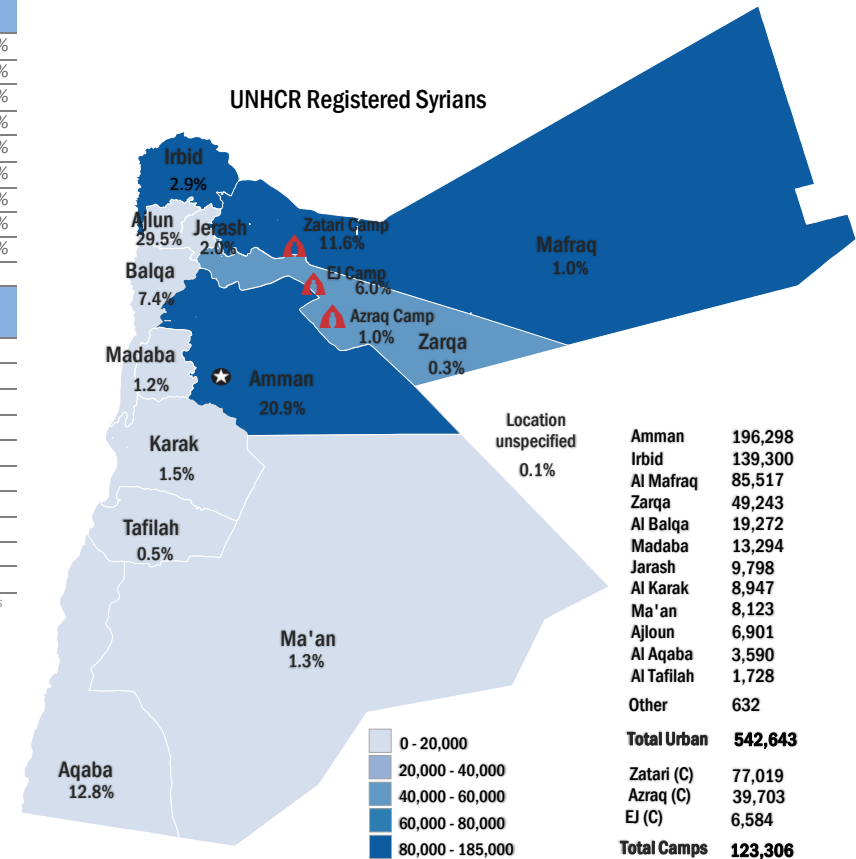 %
%
%
%
%
%
%
%
%
s
UNHCR Registered Syrians
Irbid
2.9%
Ajlun
29.5%
Jerash
2.0%
Zatari Camp
11.6%
Mafraq
1.0%
Balqa
7.4%
EJ Camp
6.0%
Azraq Camp
1.0%
Zarqa
0.3%
Madaba
1.2%
Amman
20.9%
Location
unspecified
0.1%
Karak
1.5%
Tafilah
0.5%
Ma'an
1.3%
Aqaba
12.8%
0 - 20,000
20,000 - 40,000
40,000 - 60,000
60,000 - 80,000
80,000 - 185,000
Amman 196,298
Irbid 139,300
Al Mafraq 85,517
Zarqa 49,243
Al Balqa 19,272
Madaba 13,294
Jarash 9,798
Al Karak 8,947
Ma'an 8,123
Ajloun 6,901
Al Aqaba 3,590
Al Tafilah 1,728
Other 632
Total Urban 542,643
Zatari (C) 77,019
Azraq (C) 39,703
EJ (C) 6,584
Total Camps 123,306